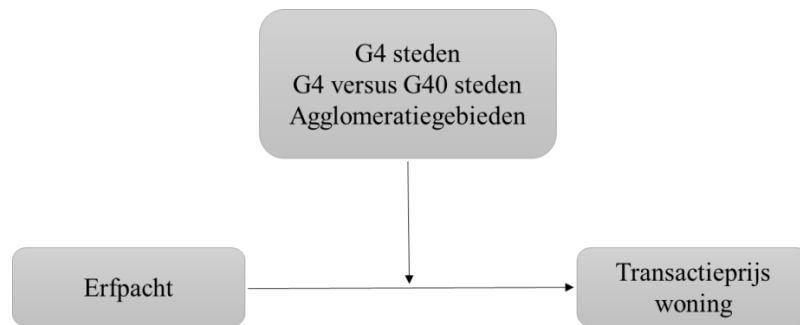 G4 steden
G4 versus G40 steden
Agglomeratiegebieden
Erfpacht
Transactieprijs
woning